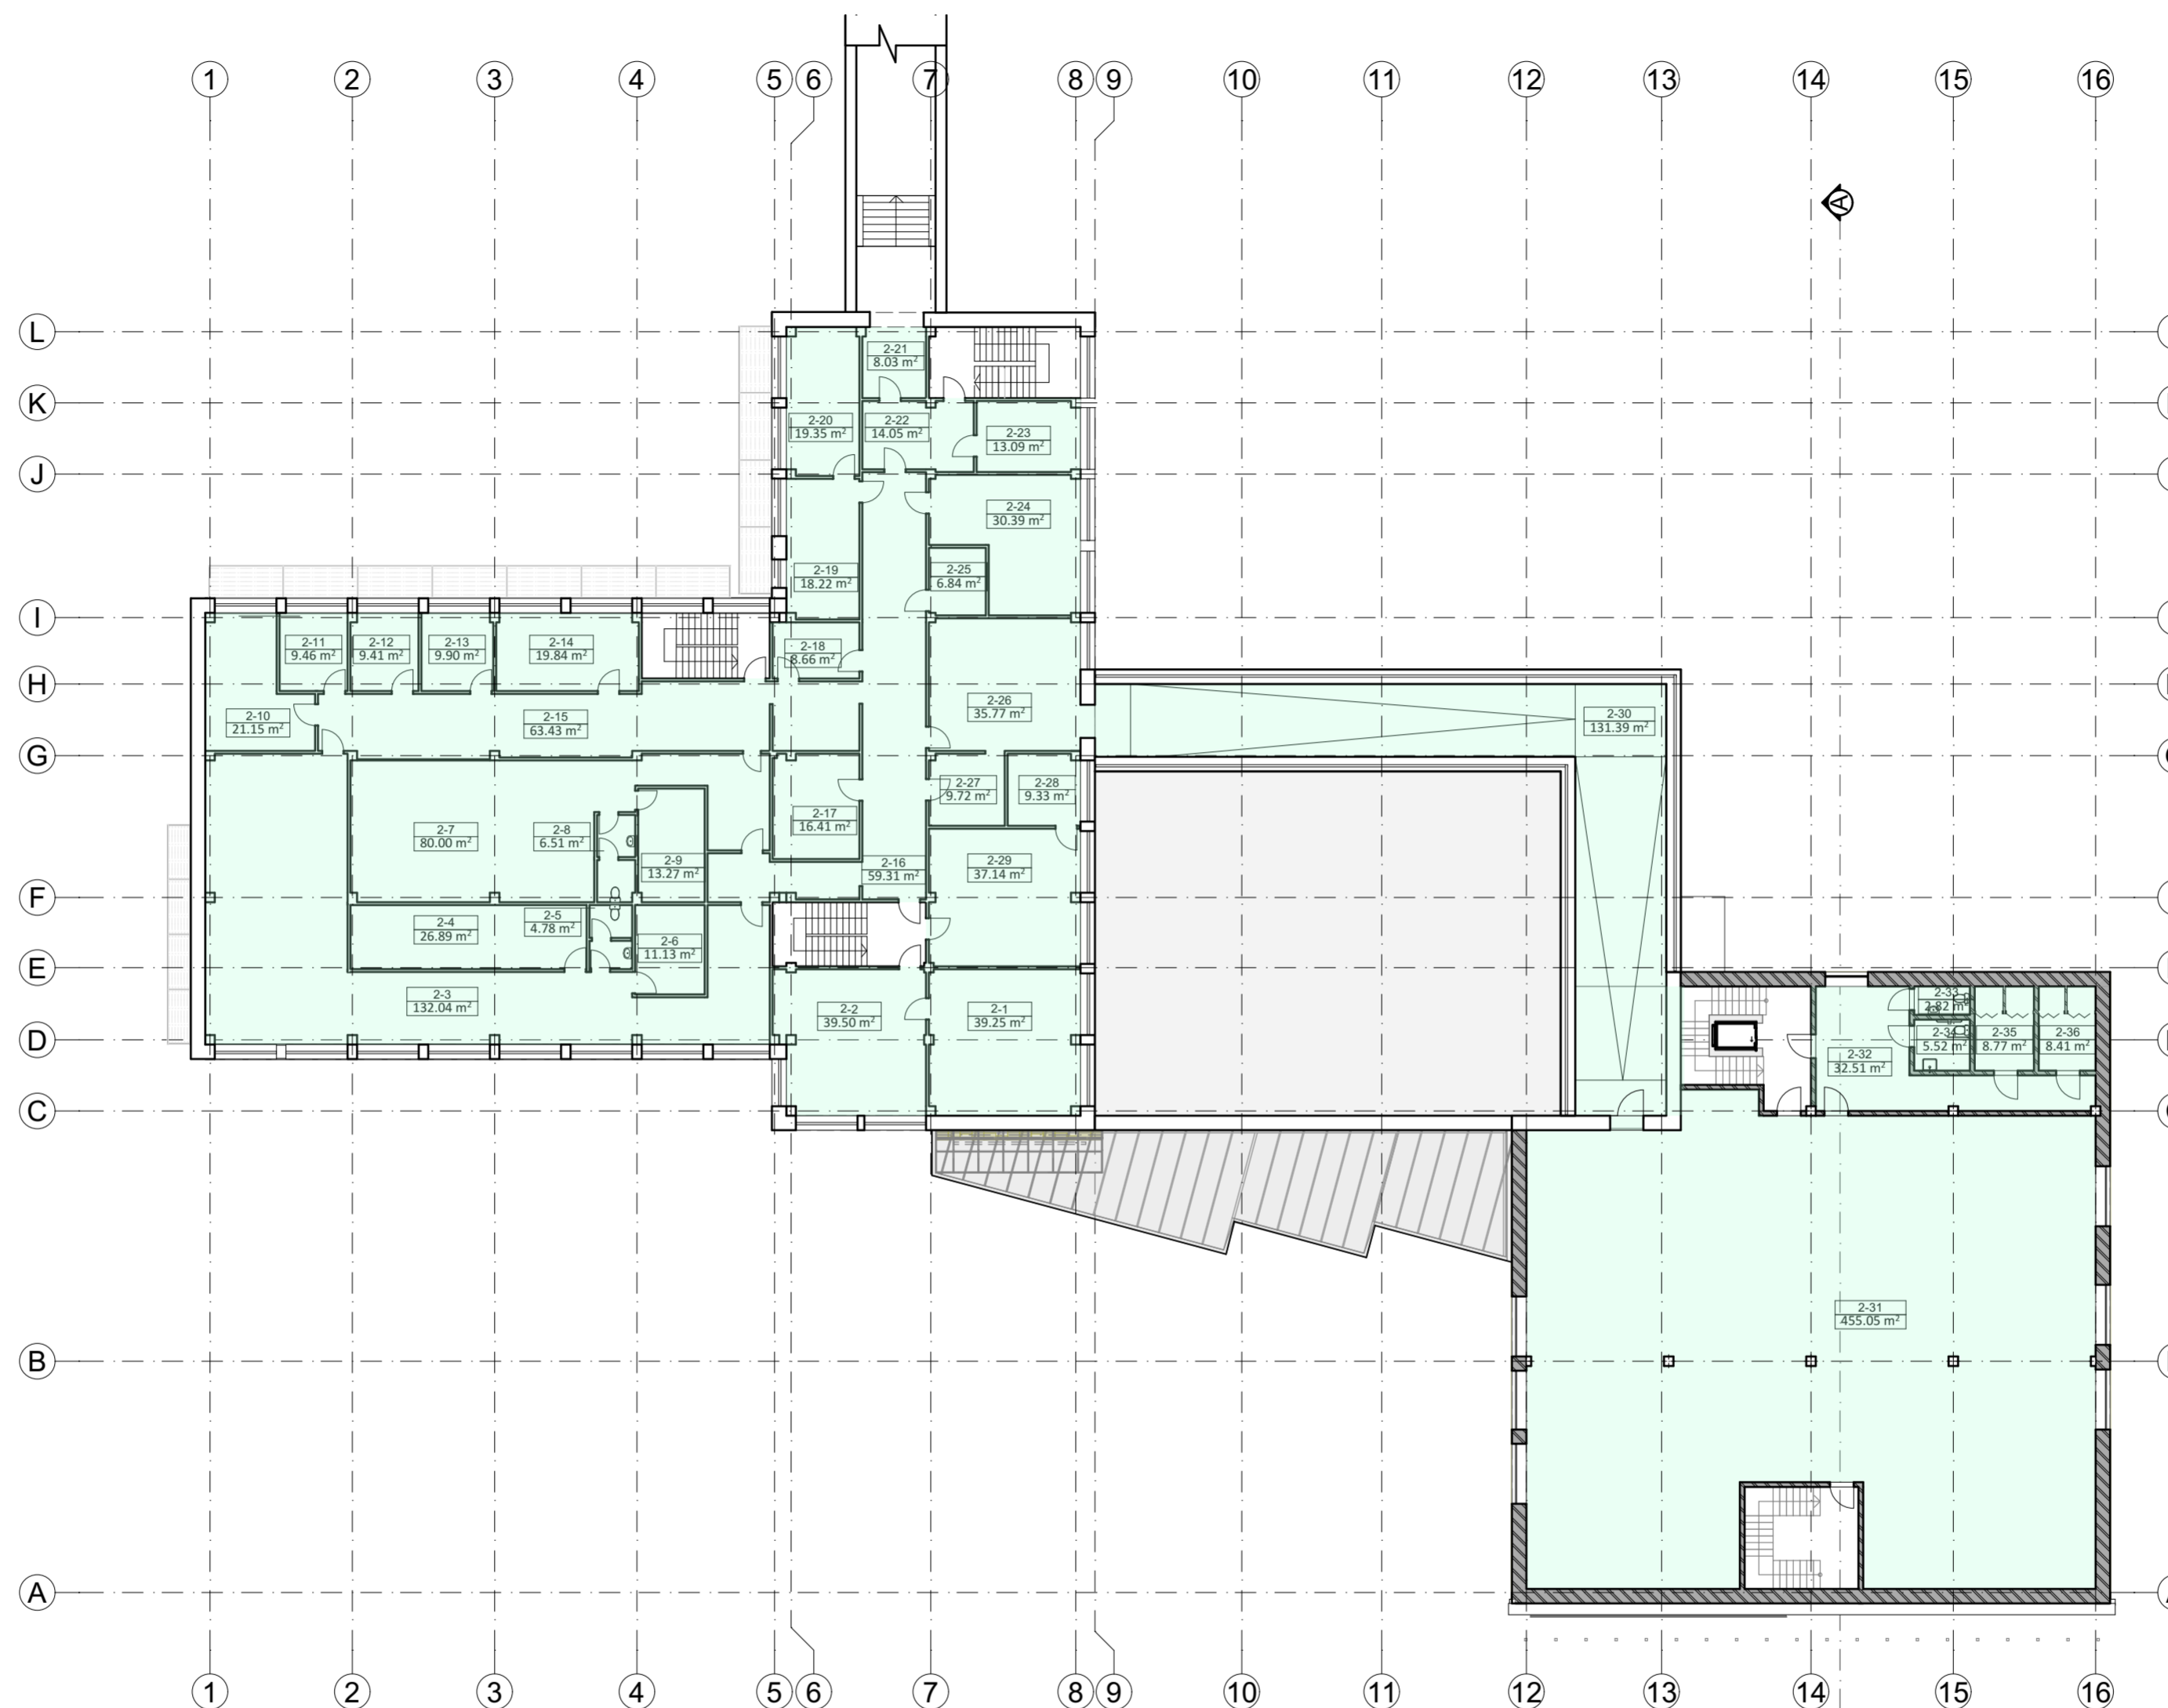 1 2 3 4 5 6 7 8 9 10 11 12 13 14 15 16
A
L
2-21
8.03 m²
K
2-20
19.35 m²
2-22
14.05 m²
2-23
13.09 m²
J
2-24
30.39 m²
2-19
18.22 m²
2-25
6.84 m²
I
2-11
9.46 m²
2-12
9.41 m²
2-13
9.90 m²
2-14
19.84 m²
2-18
8.66 m²
H
2-10
21.15 m²
2-15
63.43 m²
2-26
35.77 m²
2-30
131.39 m²
G
2-27
9.72 m²
2-28
9.33 m²
2-7
80.00 m²
2-8
6.51 m²
2-17
16.41 m²
2-9
13.27 m²
2-16
59.31 m²
2-29
37.14 m²
F
2-4
26.89 m²
2-5
4.78 m²
2-6
11.13 m²
E
2-3
132.04 m²
2-2
39.50 m²
2-1
39.25 m²
2-33
2.82 m²
D
2-34
5.52 m²
2-35
8.77 m²
2-36
8.41 m²
2-32
32.51 m²
C
2-31
455.05 m²
B
A
1 2 3 4 5 6 7 8 9 10 11 12 13 14 15 16